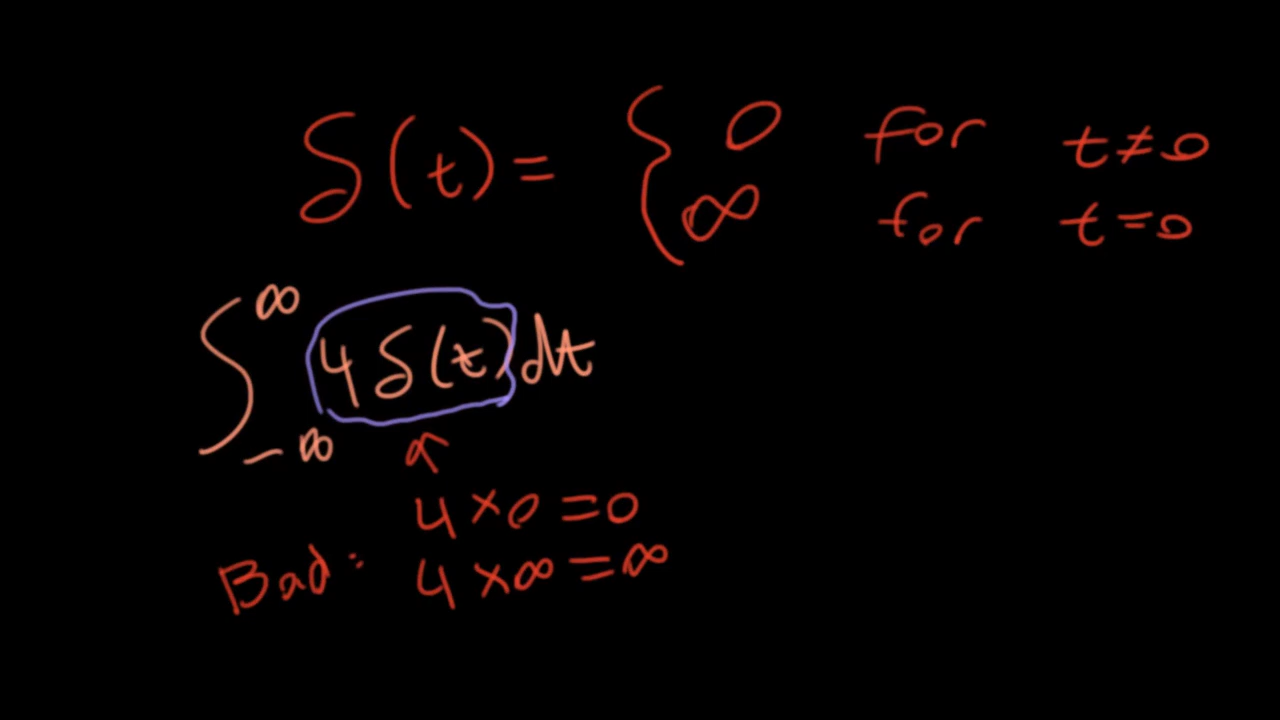 δ(t) = { 0 for t≠0
∞ for t=0
∫_{-∞}^{∞} 4δ(t) dt
4×0=0
Bad: 4×∞=∞